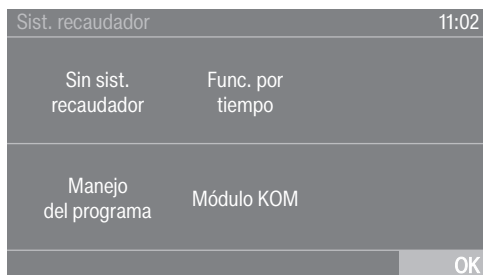 Sist. recaudador 11:02
Sin sist. Func. por
recaudador tiempo
Manejo
del programa Módulo KOM
OK